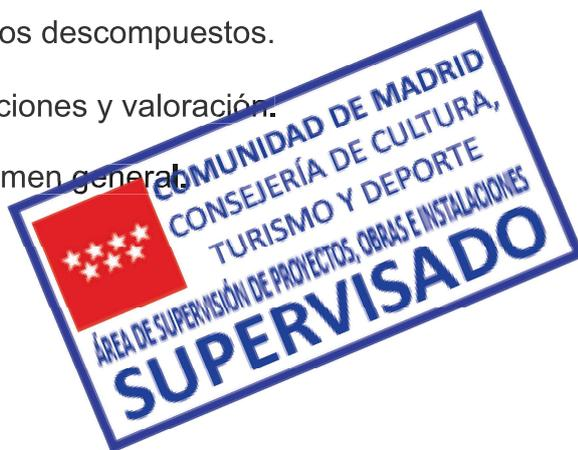 os descompuestos.
ciones y valoración.
men general.
COMUNIDAD DE MADRID
CONSEJERÍA DE CULTURA,
TURISMO Y DEPORTE
ÁREA DE SUPERVISIÓN DE PROYECTOS, OBRAS E INSTALACIONES
SUPERVISADO